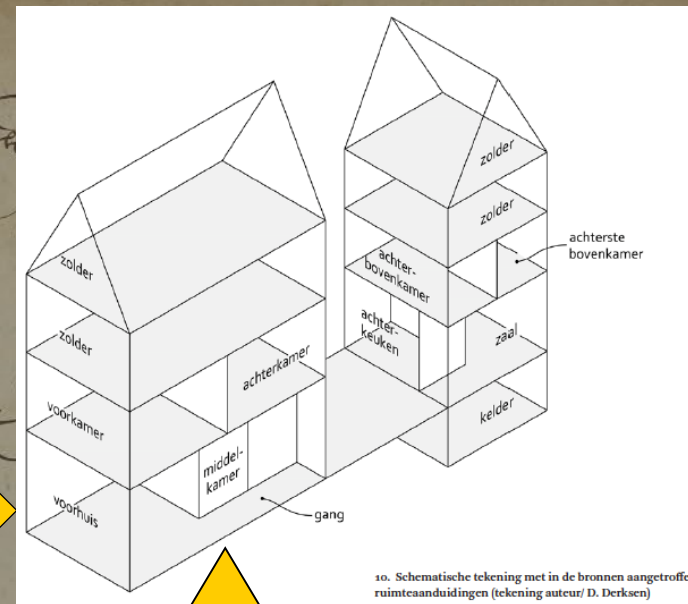 zolder
zolder
voorkamer
voorhuis
achterkamer
middel-
kamer
gang
zolder
zolder
achter-
bovenkamer
achterste
bovenkamer
achter-
keuken
zaal
kelder
10. Schematische tekening met in de bronnen aangetroffe
ruimteaanduidingen (tekening auteur/ D. Derksen)